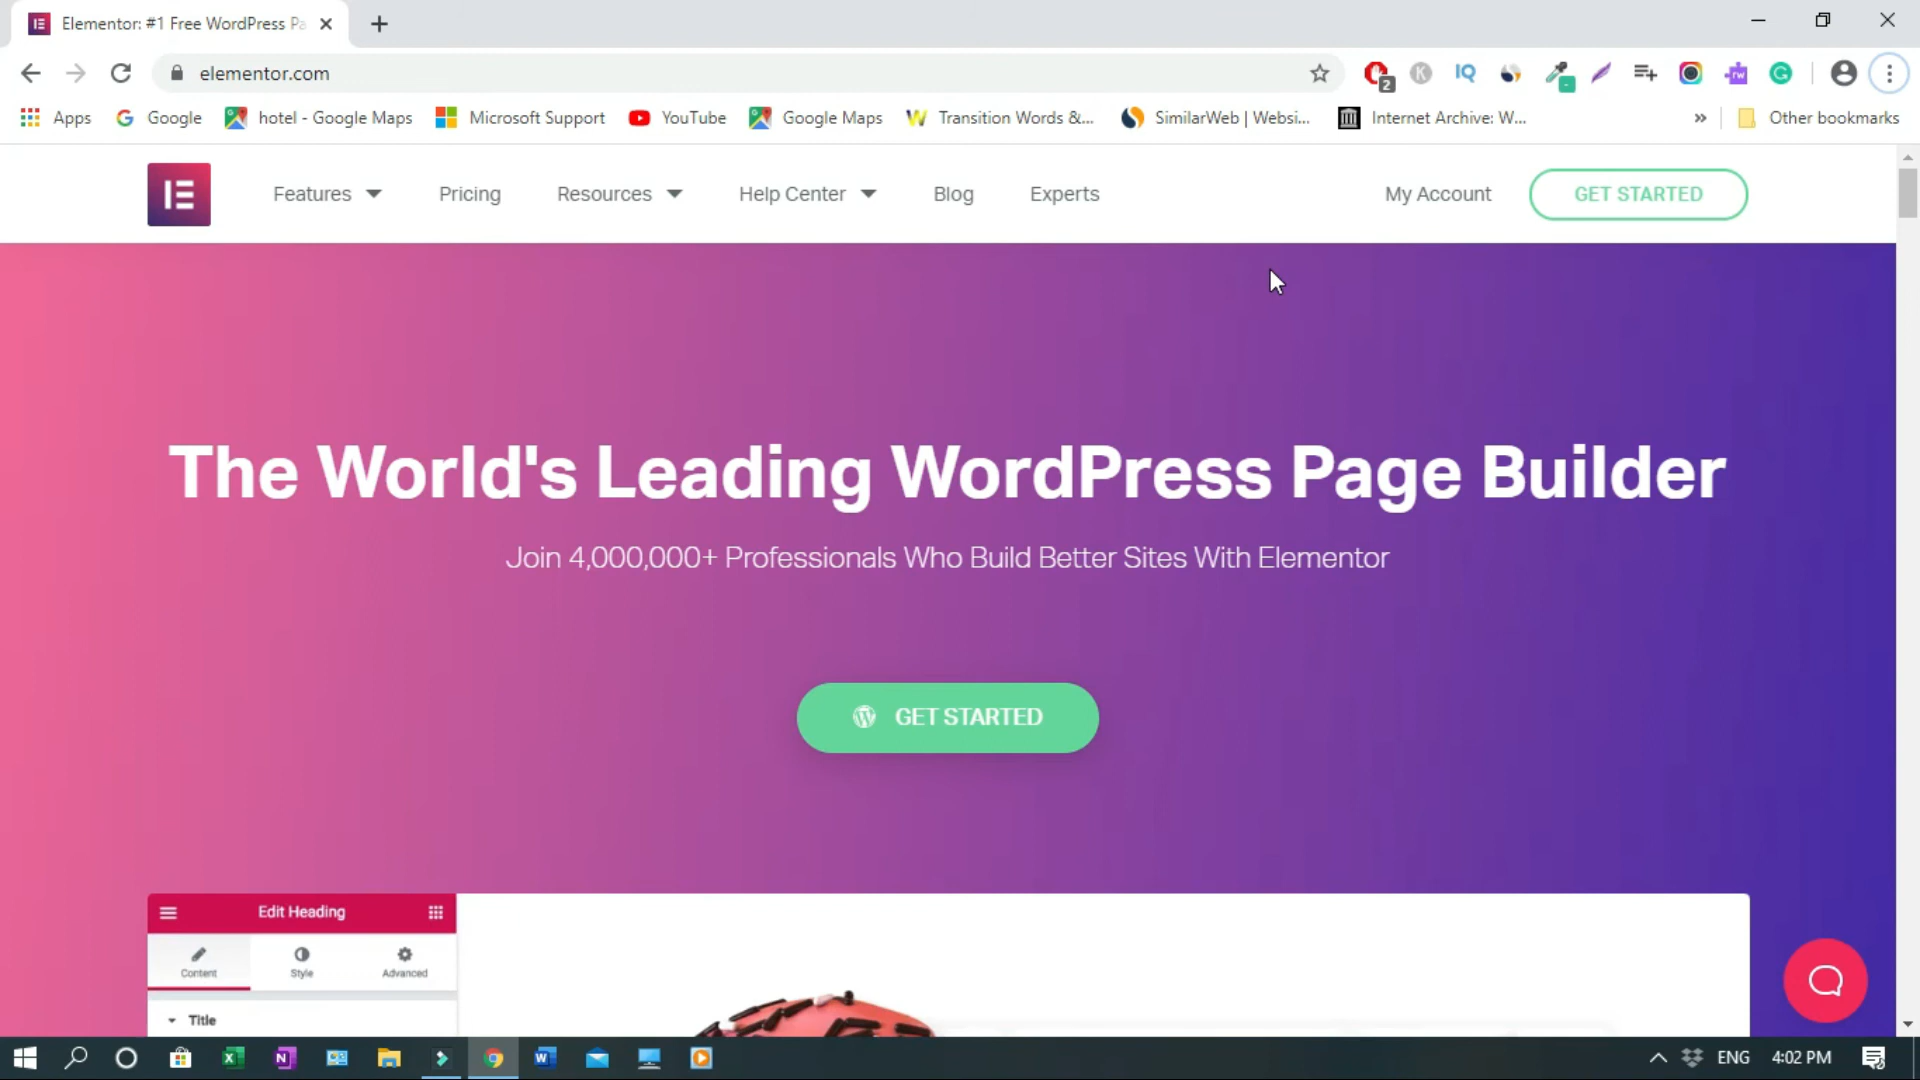 Elementor: #1 Free WordPress Pa
elementor.com
2
K
IQ
rw
Apps
Google
hotel - Google Maps
Microsoft Support
YouTube
Google Maps
Transition Words &...
SimilarWeb | Websi...
Internet Archive: W...
»
Other bookmarks
Features
Pricing
Resources
Help Center
Blog
Experts
My Account
GET STARTED
The World's Leading WordPress Page Builder
Join 4,000,000+ Professionals Who Build Better Sites With Elementor
GET STARTED
Edit Heading
Content
Style
Advanced
Title
ENG
4:02 PM